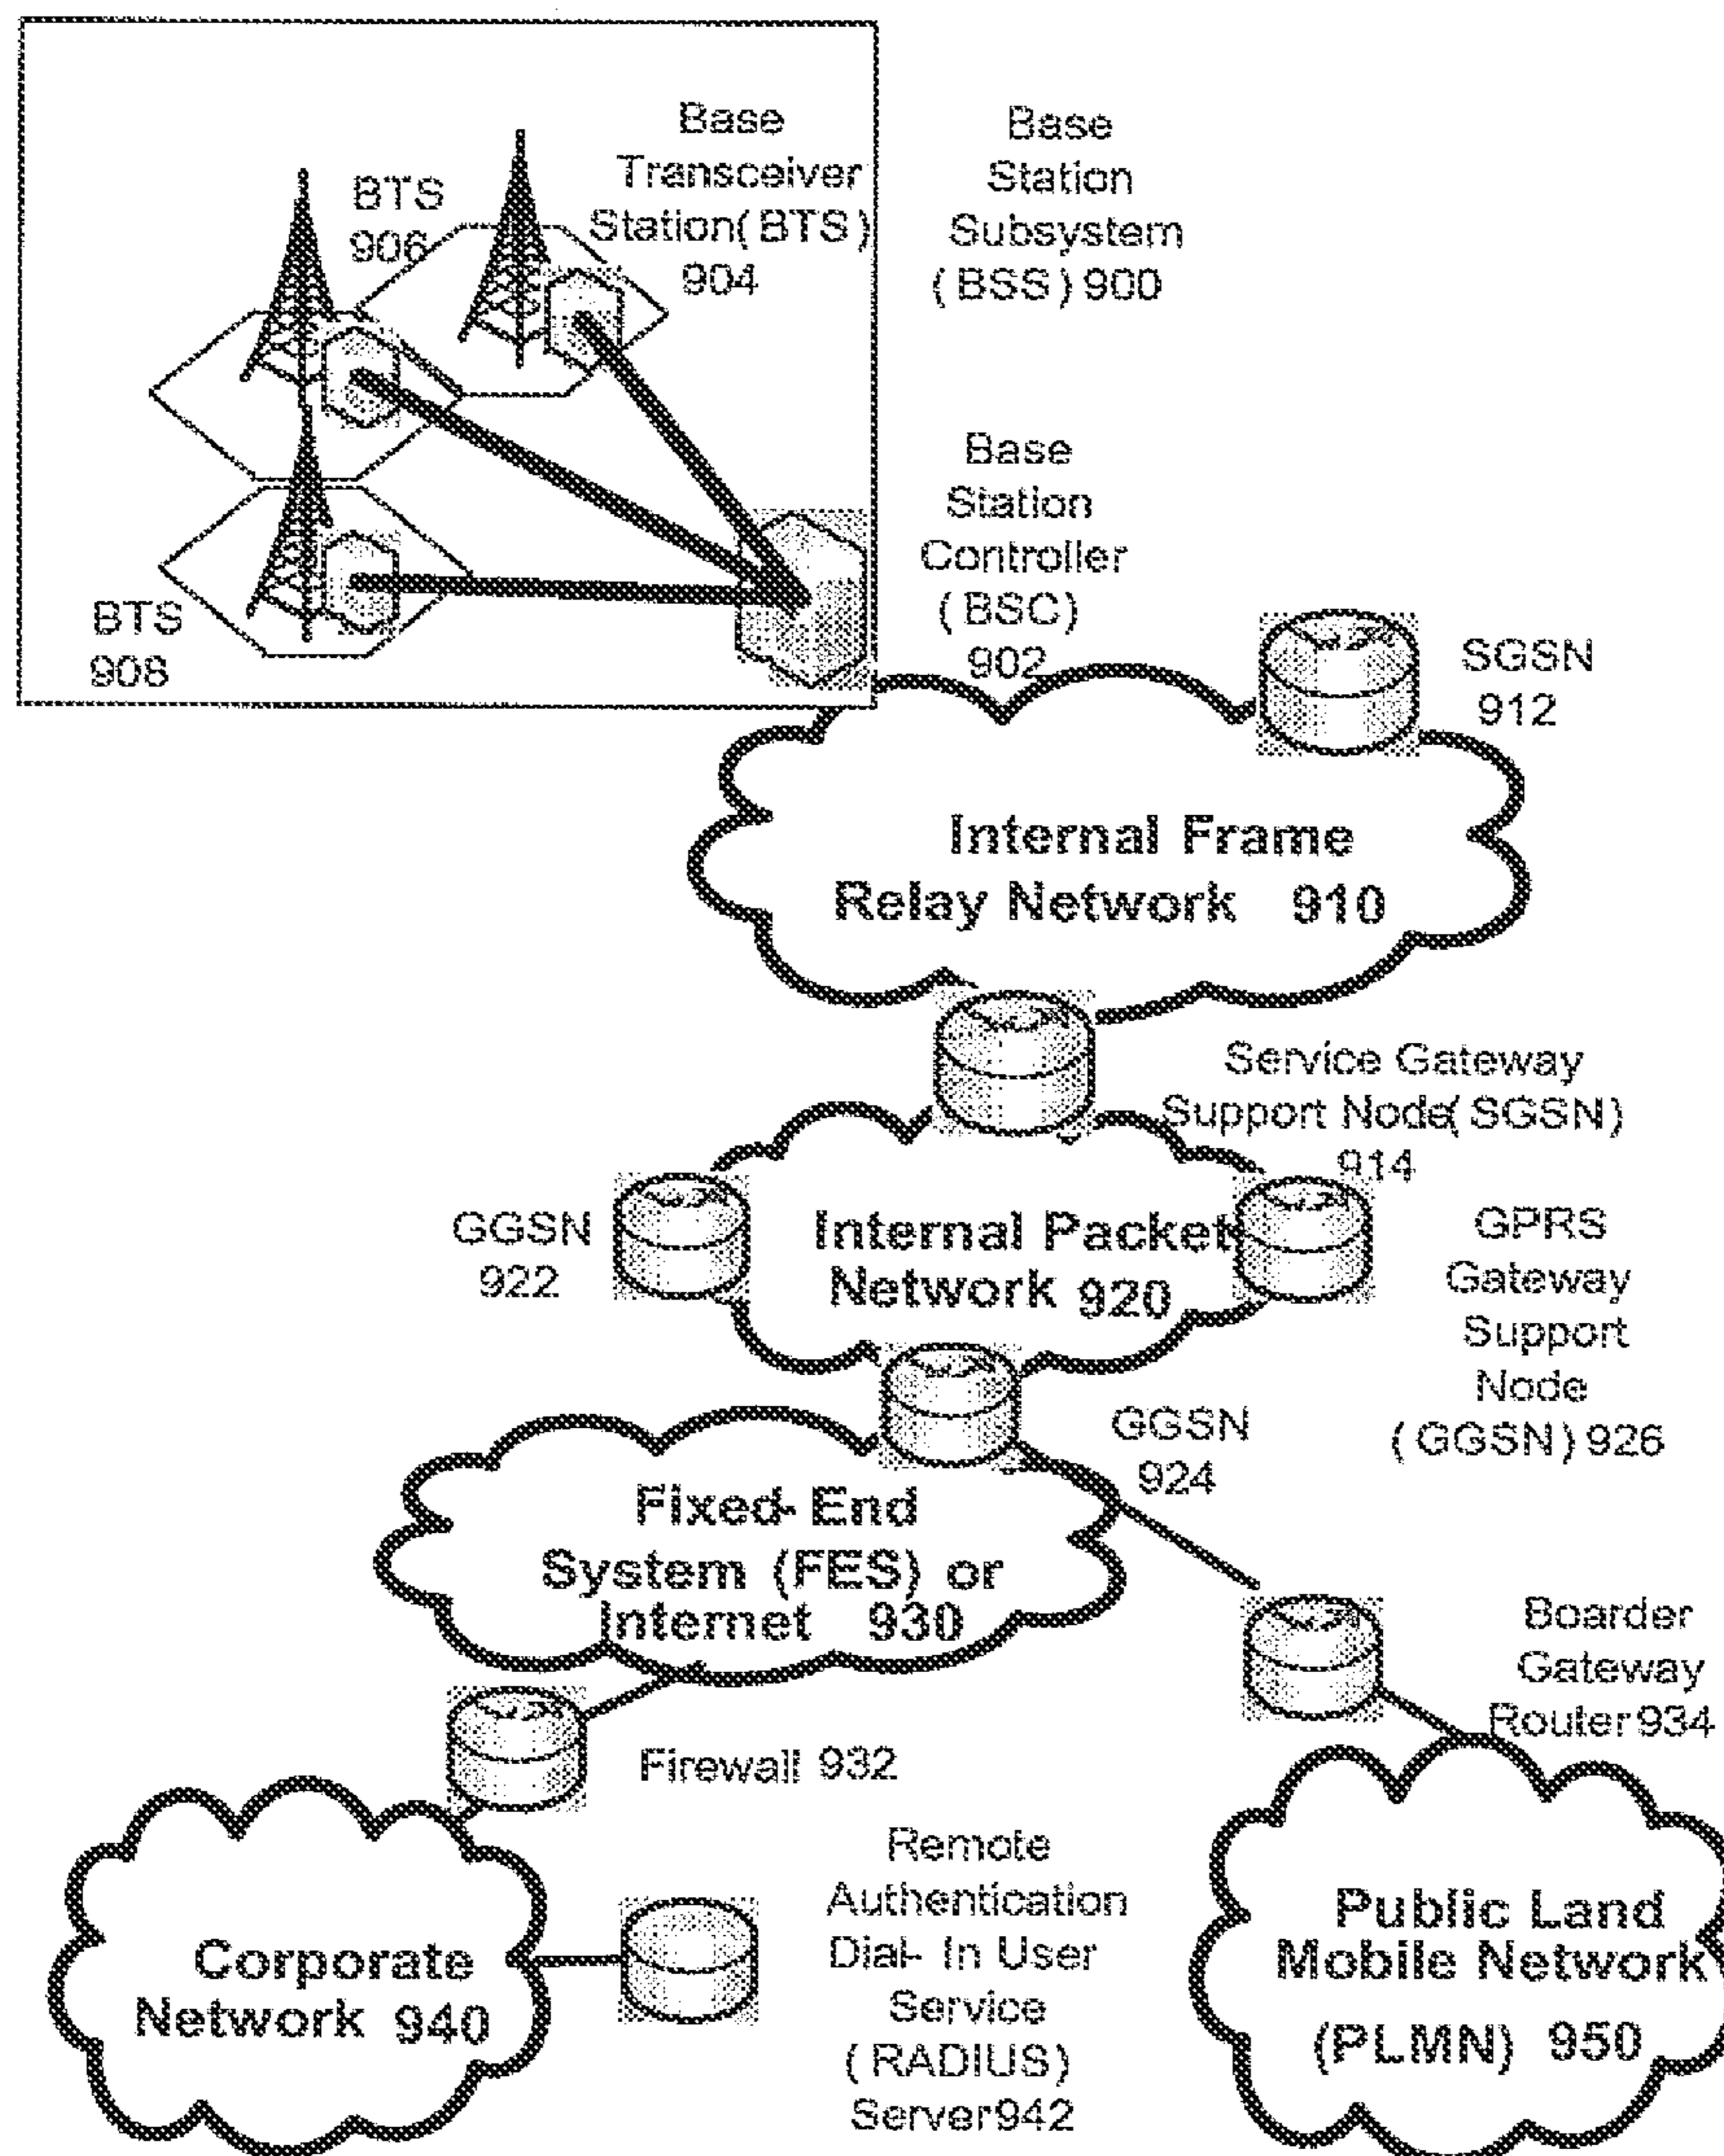 Base
Transceiver
Station(BTS)
904
BTS
906
BTS
908
Base
Station
Subsystem
(BSS) 900
Base
Station
Controller
(BSC)
902
SGSN
912
Internal Frame
Relay Network 910
Service Gateway
Support Node(SGSN)
914
GGSN
922
Internal Packet
Network 920
GPRS
Gateway
Support
Node
(GGSN) 926
GGSN
924
Fixed-End
System (FES) or
Internet 930
Boarder
Gateway
Router 934
Firewall 932
Remote
Authentication
Dial-In User
Service
(RADIUS)
Server 942
Corporate
Network 940
Public Land
Mobile Network
(PLMN) 950